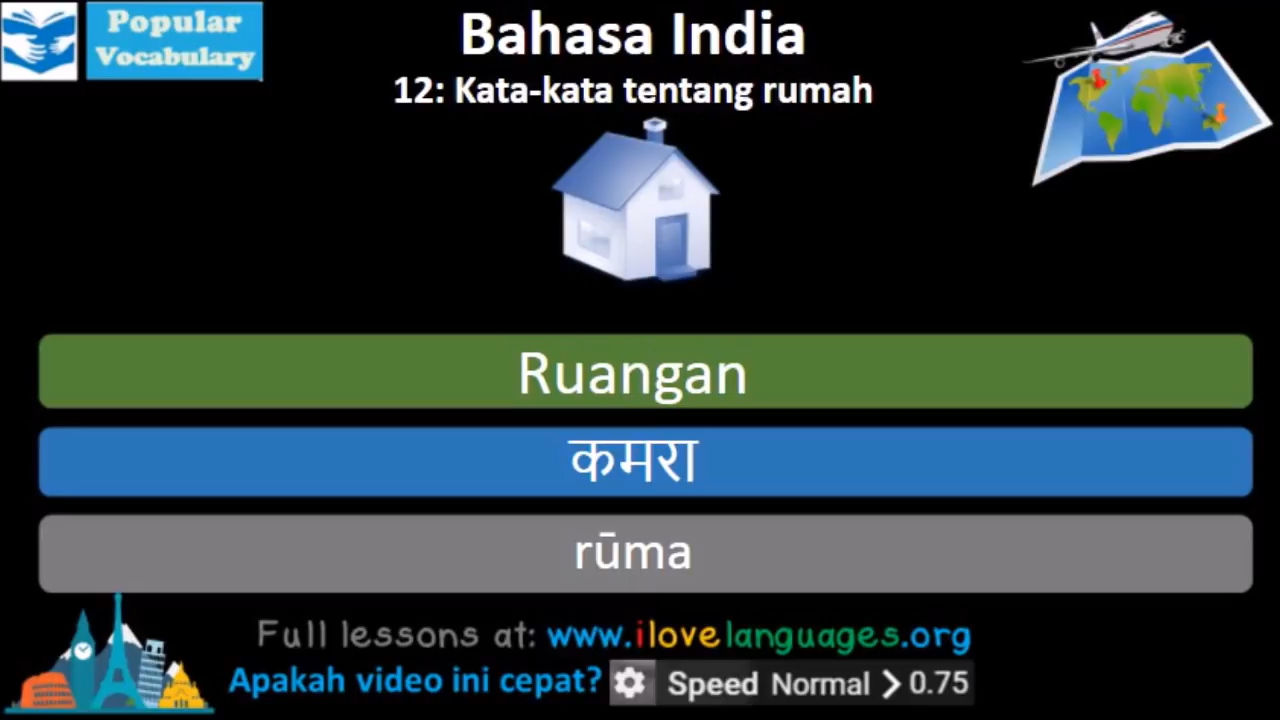 Popular
Vocabulary
Bahasa India
12: Kata-kata tentang rumah
Ruangan
कमरा
rūma
Full lessons at: www.ilovelanguages.org
Apakah video ini cepat? Speed Normal > 0.75